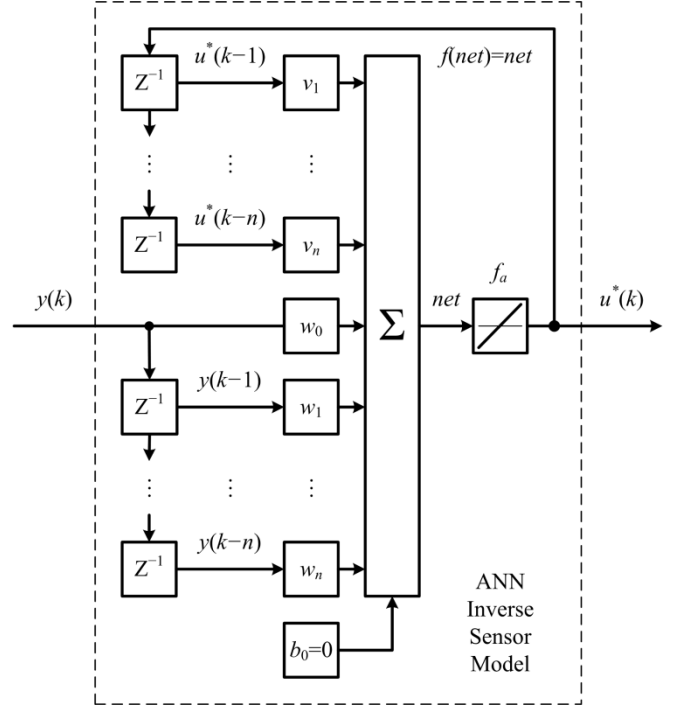 u*(k−1)
f(net)=net
Z⁻¹
v₁
⋮ ⋮ ⋮
u*(k−n)
Z⁻¹
vₙ
fₐ
y(k)
net
u*(k)
w₀
Σ
y(k−1)
Z⁻¹
w₁
⋮ ⋮ ⋮
y(k−n)
Z⁻¹
wₙ
b₀=0
ANN
Inverse
Sensor
Model